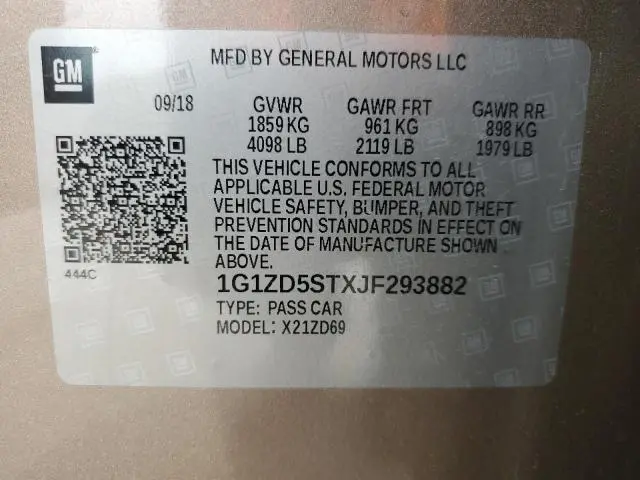 GM
MFD BY GENERAL MOTORS LLC
09/18 GVWR GAWR FRT GAWR RR
1859 KG 961 KG 898 KG
4098 LB 2119 LB 1979 LB
THIS VEHICLE CONFORMS TO ALL
APPLICABLE U.S. FEDERAL MOTOR
VEHICLE SAFETY, BUMPER, AND THEFT
PREVENTION STANDARDS IN EFFECT ON
THE DATE OF MANUFACTURE SHOWN
ABOVE.
444C
1G1ZD5STXJF293882
TYPE: PASS CAR
MODEL: X21ZD69